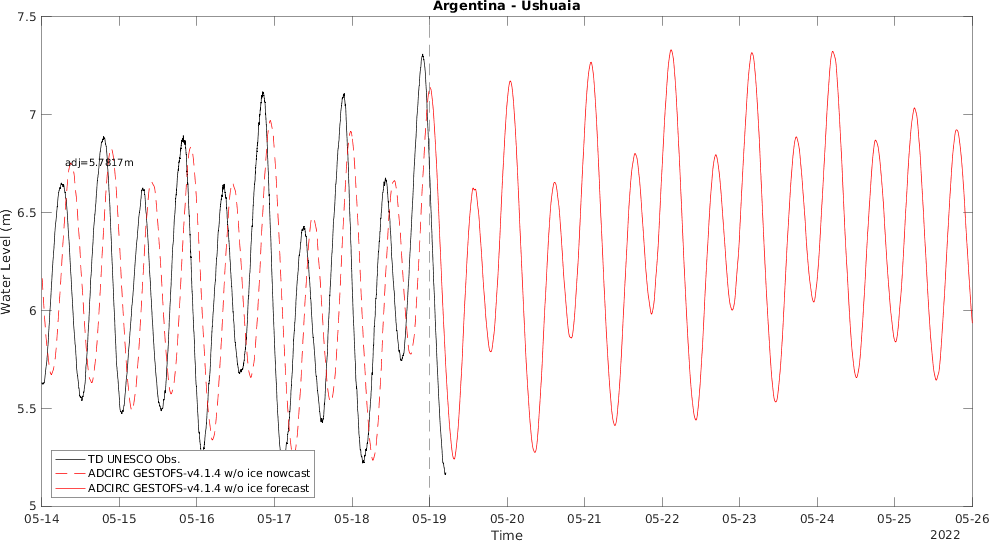 Argentina - Ushuaia
7.5
7
6.5
6
5.5
5
Water Level (m)
adj=5.7817m
TD UNESCO Obs.
ADCIRC GESTOFS-v4.1.4 w/o ice nowcast
ADCIRC GESTOFS-v4.1.4 w/o ice forecast
05-14 05-15 05-16 05-17 05-18 05-19 05-20 05-21 05-22 05-23 05-24 05-25 05-26
Time
2022